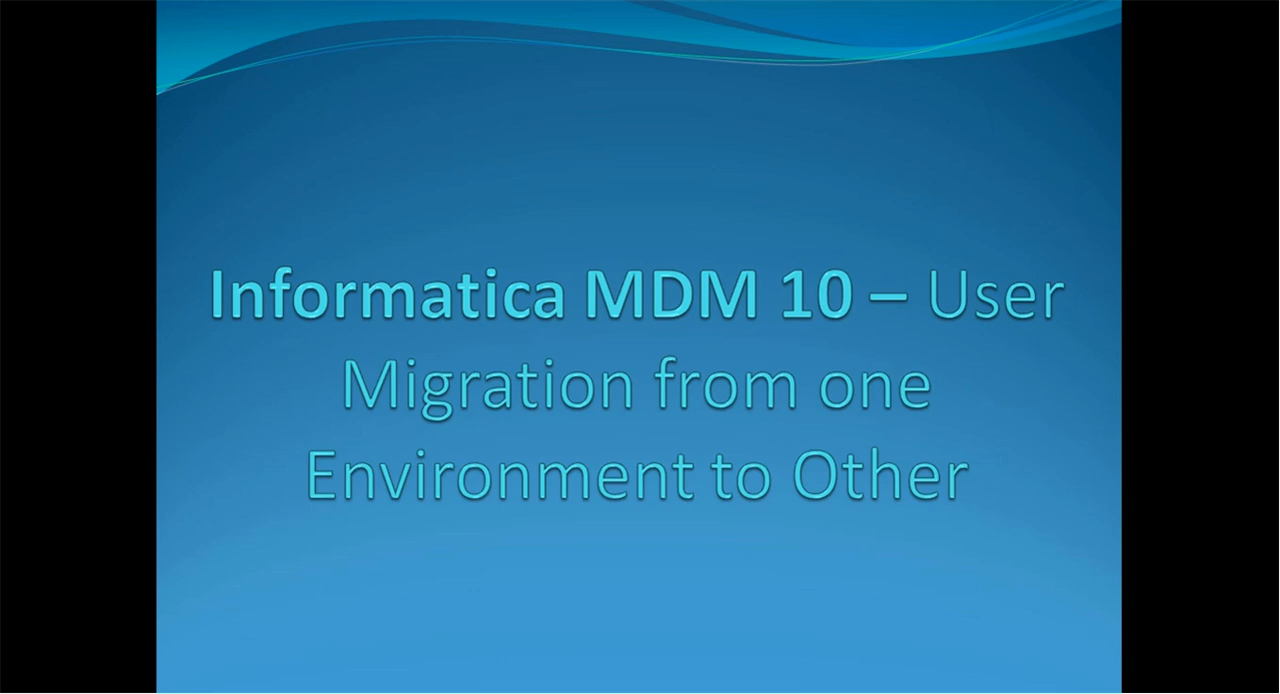 Informatica MDM 10 – User
Migration from one
Environment to Other